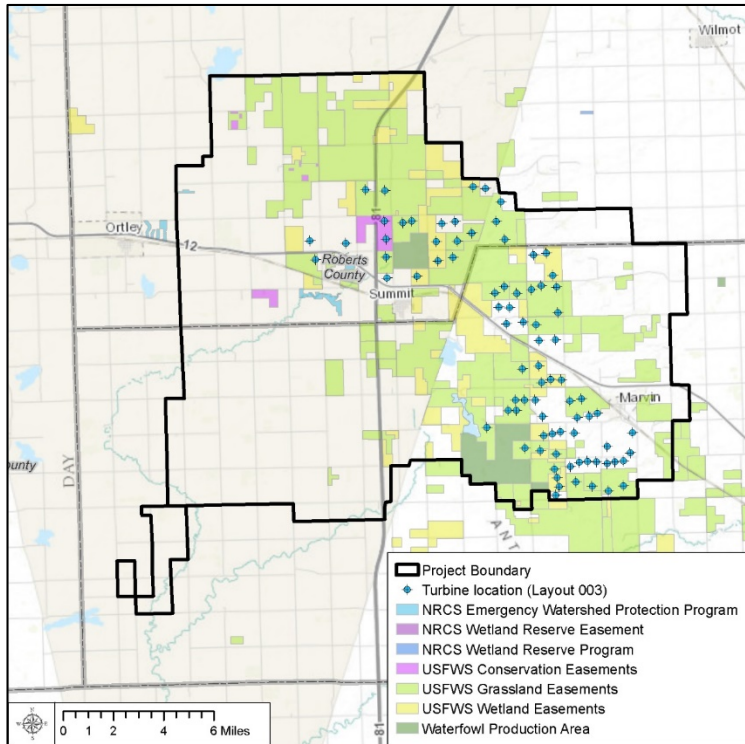 Wilmot
81
Ortley
12
Roberts
County
Summit
Marvin
ounty
DAY
ANT
81
Project Boundary
Turbine location (Layout 003)
NRCS Emergency Watershed Protection Program
NRCS Wetland Reserve Easement
NRCS Wetland Reserve Program
USFWS Conservation Easements
USFWS Grassland Easements
USFWS Wetland Easements
Waterfowl Production Area
0 2 4 6 Miles